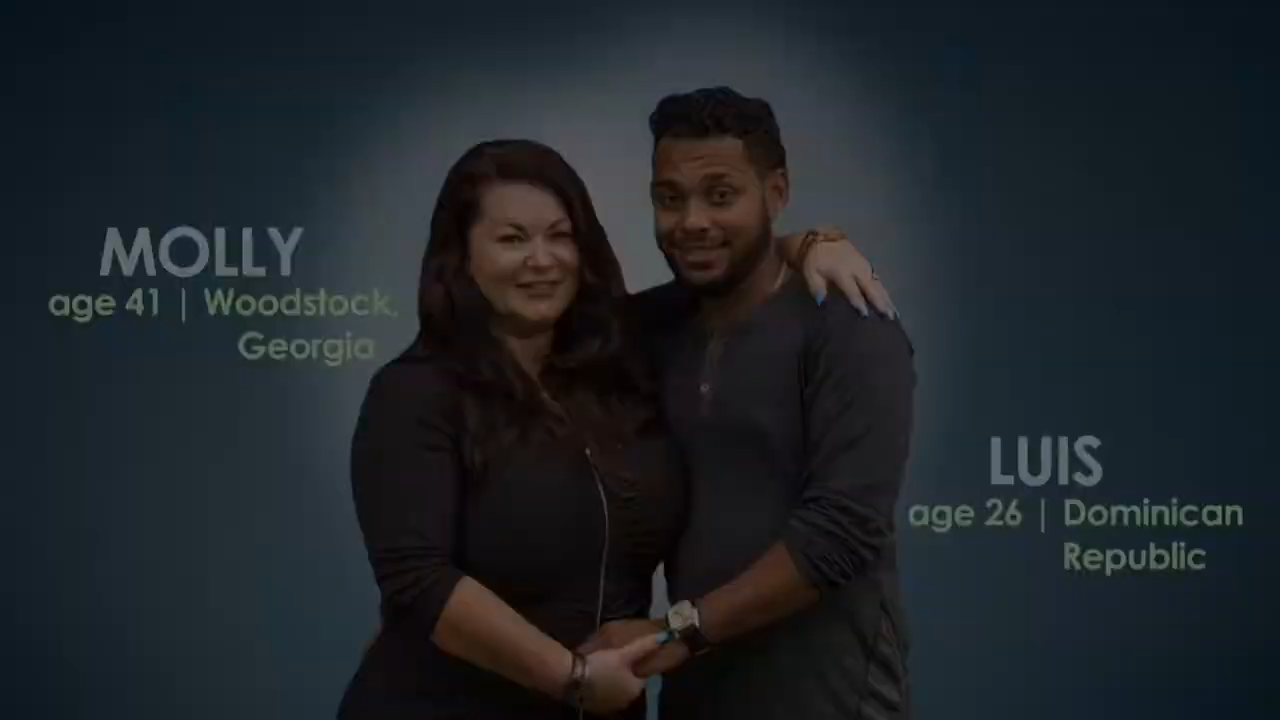 MOLLY
age 41 | Woodstock,
Georgia
LUIS
age 26 | Dominican
Republic